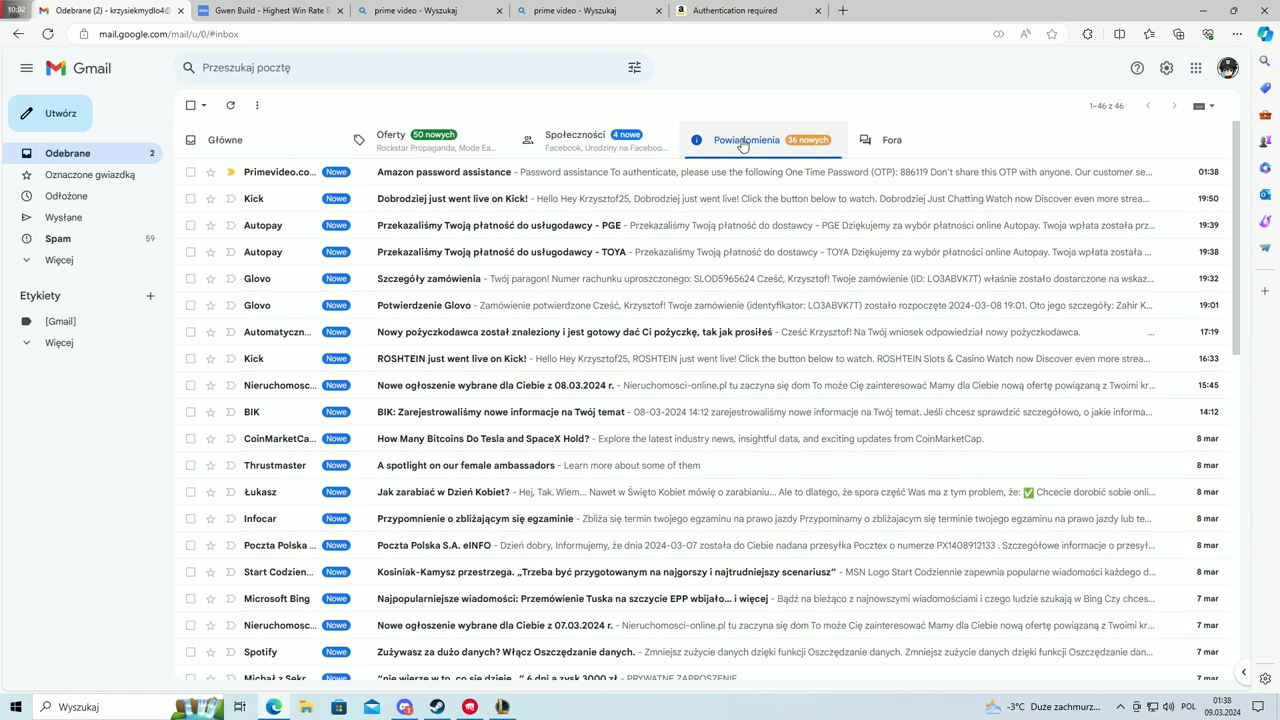 10:02
Odebrane (2) - krzysiekmydlo4@
Gwen Build - Highest Win Rate B
prime video - Wyszukaj
prime video - Wyszukaj
Authentication required
mail.google.com/mail/u/0/#inbox
Gmail
Przeszukaj pocztę
Utwórz
1–46 z 46
Główne
Oferty 50 nowych
Rockstar Propaganda, Mode Ea...
Społeczności 4 nowe
Facebook, Urodziny na Faceboo...
Powiadomienia 36 nowych
Fora
Odebrane 2
Oznaczone gwiazdką
Odłożone
Wysłane
Spam 59
Więcej
Etykiety
[Gmail]
Więcej
Primevideo.co... Nowe Amazon password assistance - Password assistance To authenticate, please use the following One Time Password (OTP): 886119 Don't share this OTP with anyone. Our customer se... 01:38
Kick Nowe Dobrodziej just went live on Kick! - Hello Hey Krzysztof25, Dobrodziej just went live! Click the button below to watch. Dobrodziej Just Chatting Watch now Discover even more strea... 19:50
Autopay Nowe Przekazaliśmy Twoją płatność do usługodawcy - PGE - Przekazaliśmy Twoją płatność do dostawcy - PGE Dziękujemy za wybór płatności online Autopay. Twoja wpłata została prz... 19:39
Autopay Nowe Przekazaliśmy Twoją płatność do usługodawcy - TOYA - Przekazaliśmy Twoją płatność do dostawcy - TOYA Dziękujemy za wybór płatności online Autopay. Twoja wpłata została ... 19:38
Glovo Nowe Szczegóły zamówienia - Twój paragon! Numer rachunku uproszczonego: SLOD5965624 Cześć, Krzysztof! Twoje zamówienie (ID: LO3ABVK7T) właśnie zostało dostarczone na wskaz... 19:32
Glovo Nowe Potwierdzenie Glovo - Zamówienie potwierdzone Cześć, Krzysztof! Twoje zamówienie (identyfikator: LO3ABVK7T) zostało rozpoczęte 2024-03-08 19:01 Oto jego szczegóły: Zahir K... 19:01
Automatyczn... Nowe Nowy pożyczkodawca został znaleziony i jest gotowy dać Ci pożyczkę, tak jak prosiłeś - Cześć Krzysztof! Na Twój wniosek odpowiedział nowy pożyczkodawca. ... 17:19
Kick Nowe ROSHTEIN just went live on Kick! - Hello Hey Krzysztof25, ROSHTEIN just went live! Click the button below to watch. ROSHTEIN Slots & Casino Watch now Discover even more strea... 16:33
Nieruchomosc... Nowe Nowe ogłoszenie wybrane dla Ciebie z 08.03.2024 r. - Nieruchomosci-online.pl tu zaczyna się dom To może Cię zainteresować Mamy dla Ciebie nową ofertę powiązaną z Twoimi kr... 15:45
BIK Nowe BIK: Zarejestrowaliśmy nowe informacje na Twój temat - 08-03-2024 14:12 zarejestrowaliśmy nowe informacje na Twój temat. Jeśli chcesz sprawdzić szczegółowo, o jakie informa... 14:12
CoinMarketCa... Nowe How Many Bitcoins Do Tesla and SpaceX Hold? - Explore the latest industry news, insightful data, and exciting updates from CoinMarketCap. 8 mar
Thrustmaster Nowe A spotlight on our female ambassadors - Learn more about some of them 8 mar
Łukasz Nowe Jak zarabiać w Dzień Kobiet? - Hej, Tak. Wiem... Nawet w Święto Kobiet mówię o zarabianiu... Ale to dlatego, że spora część Was ma z tym problem, że: ✅ Chcecie dorobić sobie onli... 8 mar
Infocar Nowe Przypomnienie o zbliżającym się egzaminie - Zbliża się termin twojego egzaminu na prawo jazdy Przypominamy o zbliżajacym się terminie twojego egzaminu na prawo jazdy lub te... 8 mar
Poczta Polska ... Nowe Poczta Polska S.A. eINFO - Dzień dobry, Informujemy, że dnia 2024-03-07 została do Ciebie nadana przesyłka Pocztex o numerze PX1408912133 . Szczegółowe informacje o przesył... 8 mar
Start Codzien... Nowe Kosiniak-Kamysz przestrzega. „Trzeba być przygotowanym na najgorszy i najtrudniejszy scenariusz” - MSN Logo Start Codziennie zapewnia popularne wiadomości każdego d... 8 mar
Microsoft Bing Nowe Najpopularniejsze wiadomości: Przemówienie Tuska na szczycie EPP wbijało... i więcej - Bądź na bieżąco z najnowszymi wiadomościami i czego ludzie szukają w Bing Czy chces... 7 mar
Nieruchomosc... Nowe Nowe ogłoszenie wybrane dla Ciebie z 07.03.2024 r. - Nieruchomosci-online.pl tu zaczyna się dom To może Cię zainteresować Mamy dla Ciebie nową ofertę powiązaną z Twoimi kr... 7 mar
Spotify Nowe Zużywasz za dużo danych? Włącz Oszczędzanie danych. - Zmniejsz zużycie danych dzięki funkcji Oszczędzanie danych. Zmniejsz zużycie danych dzięki funkcji Oszczędzanie dan... 7 mar
Michał z Sekr... Nowe "nie wierzę w to, co się dzieje..." 6 dni a zysk 3000 zł - PRYWATNE ZAPROSZENIE 7 mar
Wyszukaj
-3°C Duże zachmurz...
POL
01:38
09.03.2024